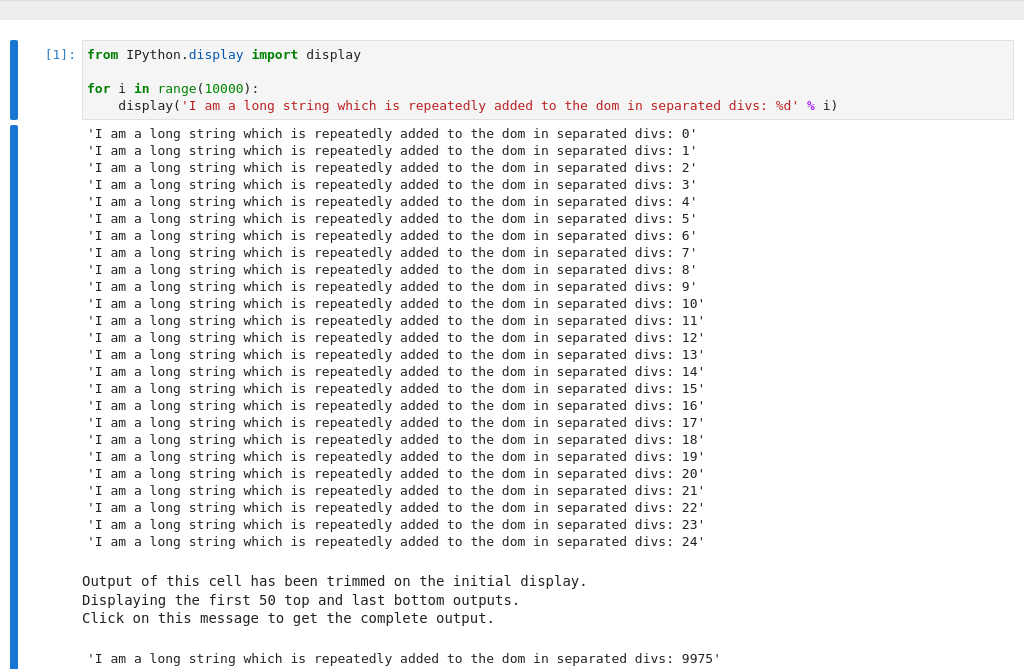 [1]: from IPython.display import display
for i in range(10000):
    display('I am a long string which is repeatedly added to the dom in separated divs: %d' % i)
'I am a long string which is repeatedly added to the dom in separated divs: 0'
'I am a long string which is repeatedly added to the dom in separated divs: 1'
'I am a long string which is repeatedly added to the dom in separated divs: 2'
'I am a long string which is repeatedly added to the dom in separated divs: 3'
'I am a long string which is repeatedly added to the dom in separated divs: 4'
'I am a long string which is repeatedly added to the dom in separated divs: 5'
'I am a long string which is repeatedly added to the dom in separated divs: 6'
'I am a long string which is repeatedly added to the dom in separated divs: 7'
'I am a long string which is repeatedly added to the dom in separated divs: 8'
'I am a long string which is repeatedly added to the dom in separated divs: 9'
'I am a long string which is repeatedly added to the dom in separated divs: 10'
'I am a long string which is repeatedly added to the dom in separated divs: 11'
'I am a long string which is repeatedly added to the dom in separated divs: 12'
'I am a long string which is repeatedly added to the dom in separated divs: 13'
'I am a long string which is repeatedly added to the dom in separated divs: 14'
'I am a long string which is repeatedly added to the dom in separated divs: 15'
'I am a long string which is repeatedly added to the dom in separated divs: 16'
'I am a long string which is repeatedly added to the dom in separated divs: 17'
'I am a long string which is repeatedly added to the dom in separated divs: 18'
'I am a long string which is repeatedly added to the dom in separated divs: 19'
'I am a long string which is repeatedly added to the dom in separated divs: 20'
'I am a long string which is repeatedly added to the dom in separated divs: 21'
'I am a long string which is repeatedly added to the dom in separated divs: 22'
'I am a long string which is repeatedly added to the dom in separated divs: 23'
'I am a long string which is repeatedly added to the dom in separated divs: 24'
Output of this cell has been trimmed on the initial display.
Displaying the first 50 top and last bottom outputs.
Click on this message to get the complete output.
'I am a long string which is repeatedly added to the dom in separated divs: 9975'